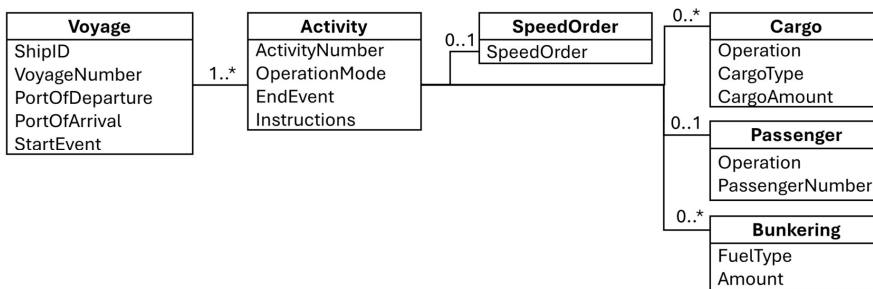 Voyage
ShipID
VoyageNumber
PortOfDeparture
PortOfArrival
StartEvent
1..*
Activity
ActivityNumber
OperationMode
EndEvent
Instructions
0..1
SpeedOrder
SpeedOrder
0..*
Cargo
Operation
CargoType
CargoAmount
0..1
Passenger
Operation
PassengerNumber
0..*
Bunkering
FuelType
Amount